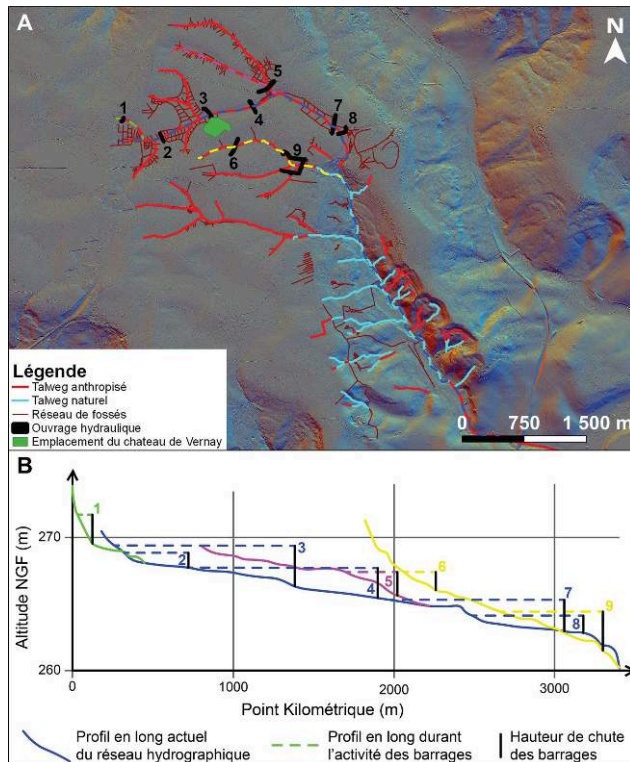 A
N
1
2
3
4
5
6
7
8
9
Légende
Talweg anthropisé
Talweg naturel
Réseau de fossés
Ouvrage hydraulique
Emplacement du chateau de Vernay
0 750 1 500 m
B
Altitude NGF (m)
270
260
1
2
3
4
5
6
7
8
9
0 1000 2000 3000
Point Kilométrique (m)
Profil en long actuel
du réseau hydrographique
Profil en long durant
l'activité des barrages
Hauteur de chute
des barrages